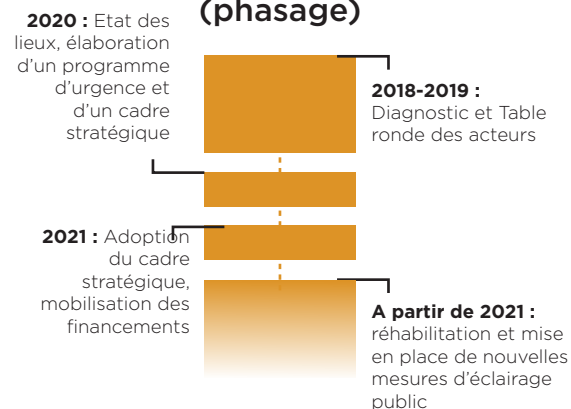 (phasage)
2020 : Etat des
lieux, élaboration
d’un programme
d’urgence et
d’un cadre
stratégique
2018-2019 :
Diagnostic et Table
ronde des acteurs
2021 : Adoption
du cadre
stratégique,
mobilisation des
financements
A partir de 2021 :
réhabilitation et mise
en place de nouvelles
mesures d’éclairage
public